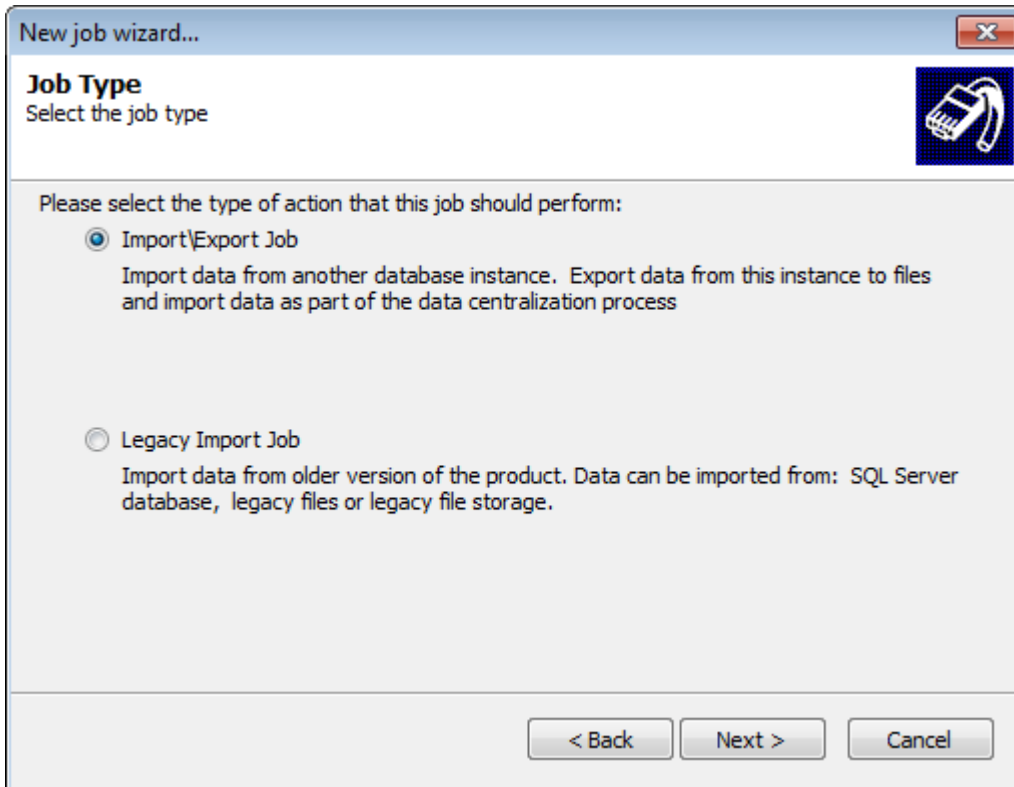 New job wizard...
Job Type
Select the job type
Please select the type of action that this job should perform:
Import\Export Job
Import data from another database instance.  Export data from this instance to files
and import data as part of the data centralization process
Legacy Import Job
Import data from older version of the product. Data can be imported from:  SQL Server
database,  legacy files or legacy file storage.
< Back Next > Cancel